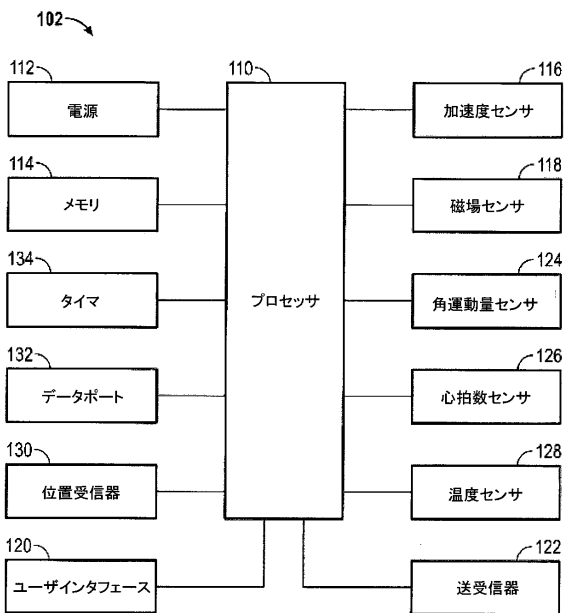 102
112
電源
114
メモリ
134
タイマ
132
データポート
130
位置受信器
120
ユーザインタフェース
110
プロセッサ
116
加速度センサ
118
磁場センサ
124
角運動量センサ
126
心拍数センサ
128
温度センサ
122
送受信器